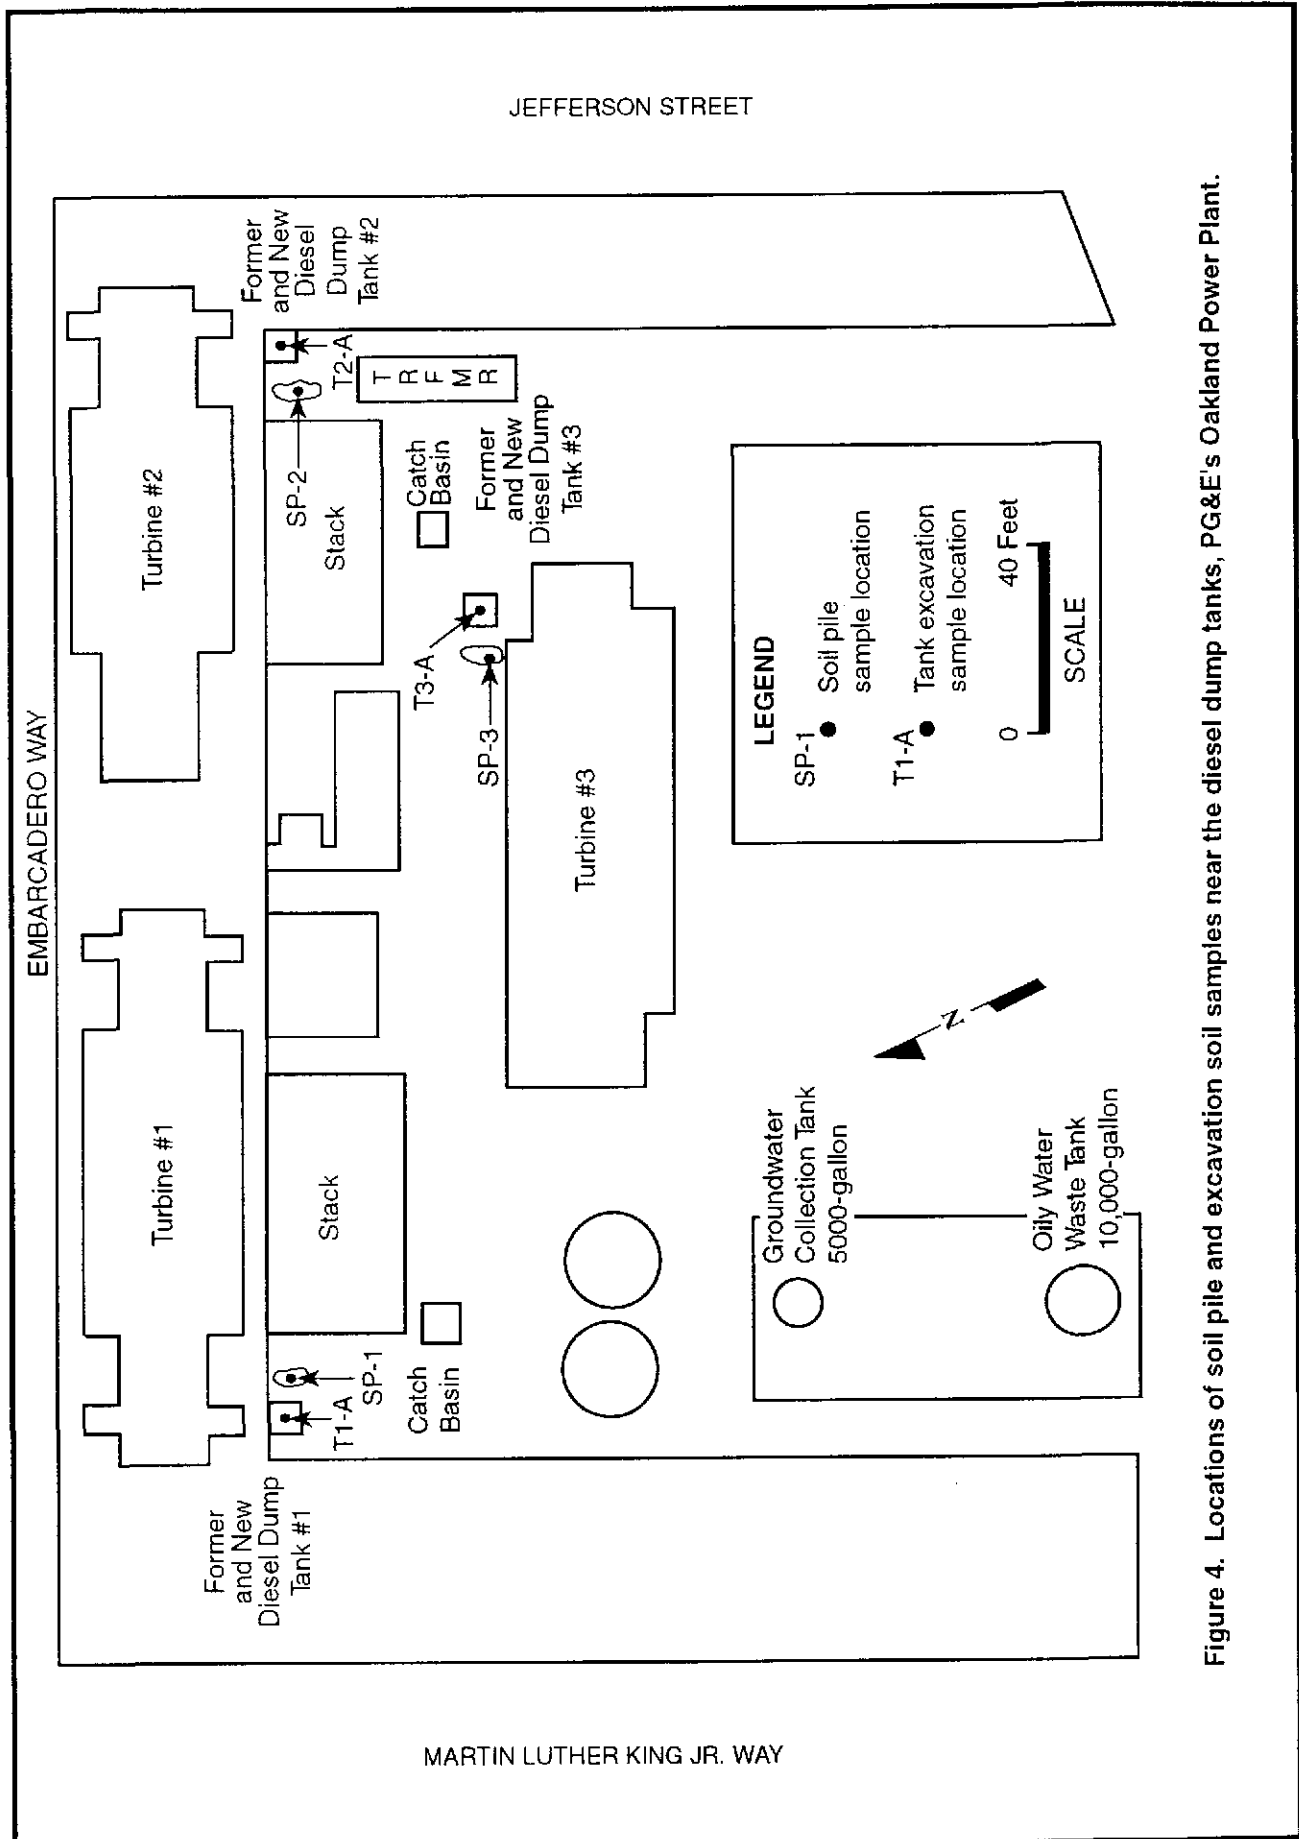 EMBARCADERO WAY
JEFFERSON STREET
MARTIN LUTHER KING JR. WAY
Former
and New
Diesel Dump
Tank #1
Turbine #1
Turbine #2
Former
and New
Diesel
Dump
Tank #2
T1-A
SP-1
Stack
SP-2
Stack
T2-A
T
R
F
M
R
Catch
Basin
Catch
Basin
T3-A
SP-3
Former
and New
Diesel Dump
Tank #3
Turbine #3
Groundwater
Collection Tank
5000-gallon
Oily Water
Waste Tank
10,000-gallon
N
LEGEND
SP-1
Soil pile
sample location
T1-A
Tank excavation
sample location
0
40 Feet
SCALE
Figure 4. Locations of soil pile and excavation soil samples near the diesel dump tanks, PG&E's Oakland Power Plant.